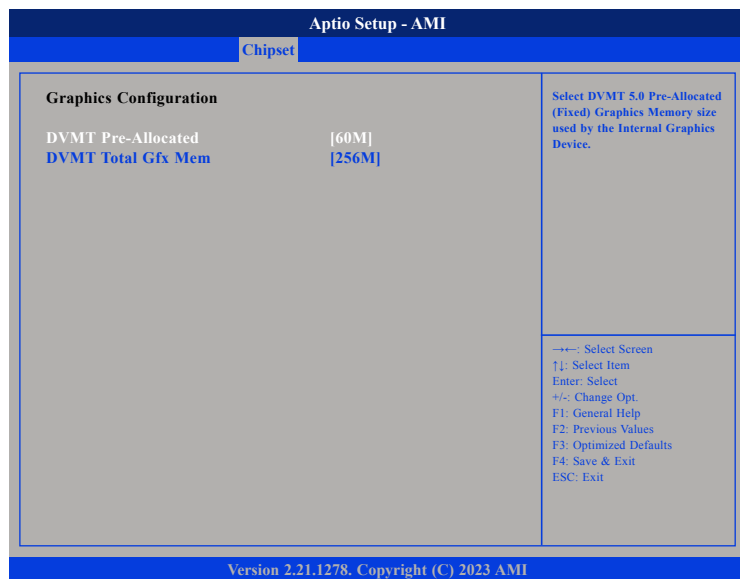 Aptio Setup - AMI
Chipset
Graphics Configuration
DVMT Pre-Allocated [60M]
DVMT Total Gfx Mem [256M]
Select DVMT 5.0 Pre-Allocated
(Fixed) Graphics Memory size
used by the Internal Graphics
Device.
→←: Select Screen
↑↓: Select Item
Enter: Select
+/-: Change Opt.
F1: General Help
F2: Previous Values
F3: Optimized Defaults
F4: Save & Exit
ESC: Exit
Version 2.21.1278. Copyright (C) 2023 AMI